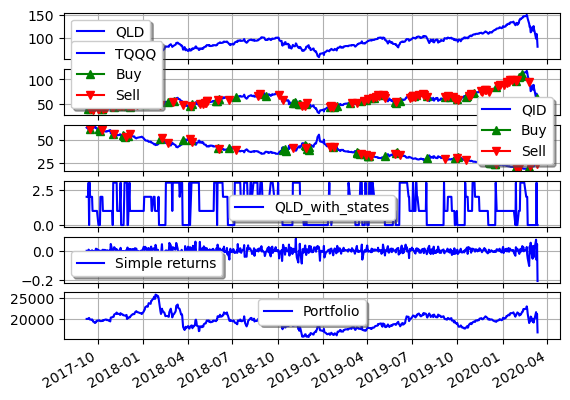 150
100
QLD
100
50
TQQQ
Buy
Sell
50
25
QID
Buy
Sell
2.5
0.0
QLD_with_states
0.0
−0.2
Simple returns
25000
20000
Portfolio
2017-10
2018-01
2018-04
2018-07
2018-10
2019-01
2019-04
2019-07
2019-10
2020-01
2020-04